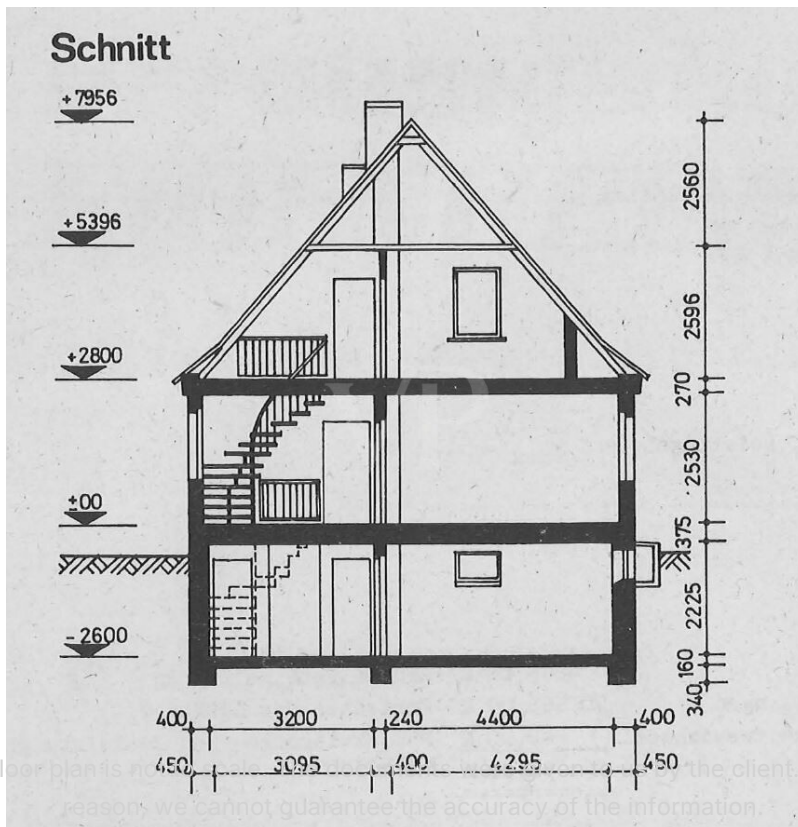 Schnitt
+7956
+5396
+2800
±00
-2600
2560
2596
270
2530
375
2225
160
340
400 3200 240 4400 400
450 3095 400 4295 450
loor plan is not to scale. The documents were given to us by the client.
reason, we cannot guarantee the accuracy of the information.